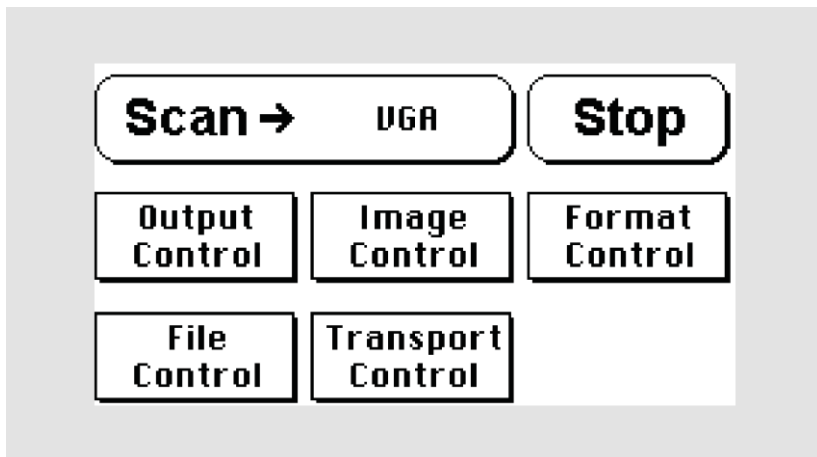 Scan→ VGA Stop
Output Image Format
Control Control Control
File Transport
Control Control